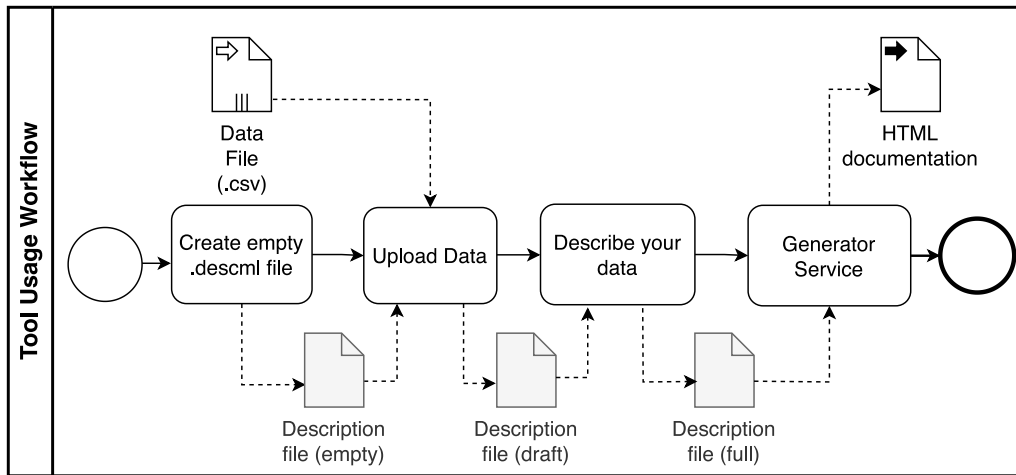 Tool Usage Workflow
Data
File
(.csv)
HTML
documentation
Create empty
.descml file
Upload Data
Describe your
data
Generator
Service
Description
file (empty)
Description
file (draft)
Description
file (full)